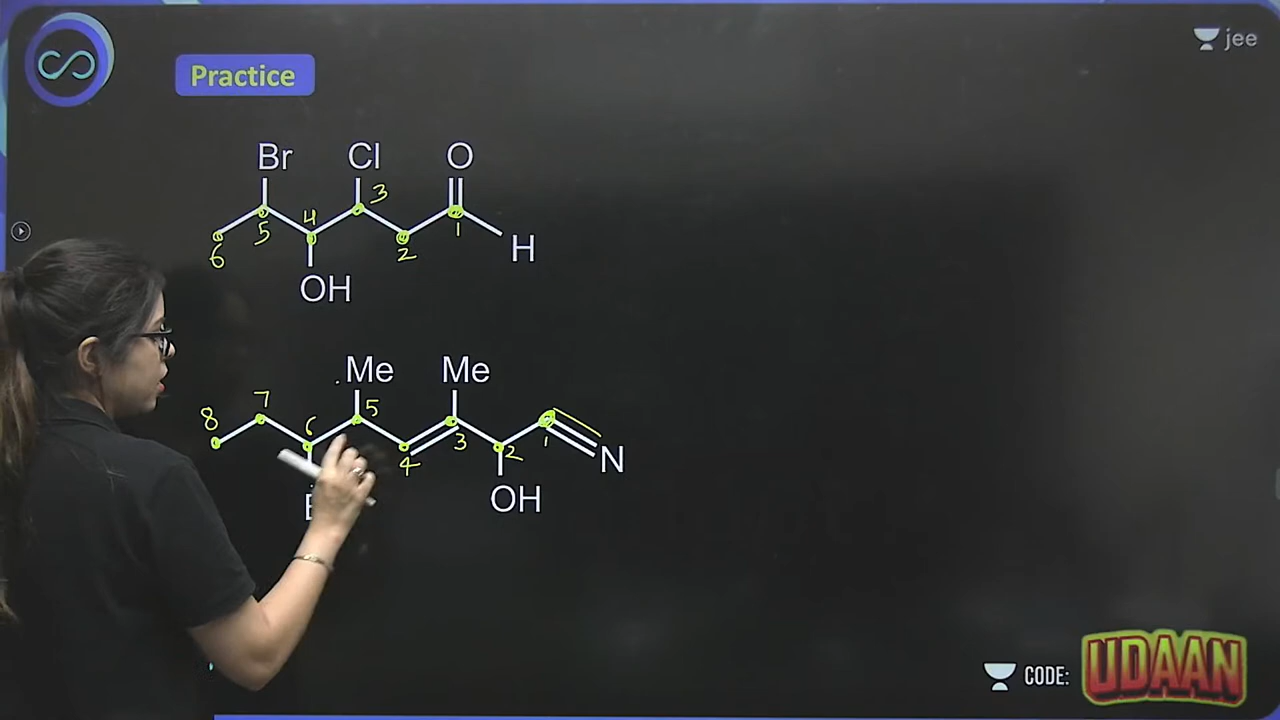 jee
Practice
Br Cl O
3
4
6 5 2 1
H
OH
Me Me
8 7 6 5
3 2 1
4
N
OH
CODE: UDAAN